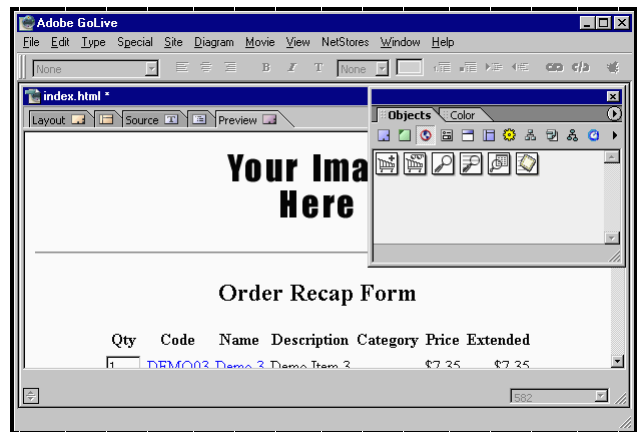 Adobe GoLive
File Edit Type Special Site Diagram Movie View NetStores Window Help
None B I T None
index.html *
Layout Source Preview
Objects Color
Your Ima
Here
Order Recap Form
Qty Code Name Description Category Price Extended
1 DEMO03 Demo 3 Demo Item 3 $7.35 $7.35
582